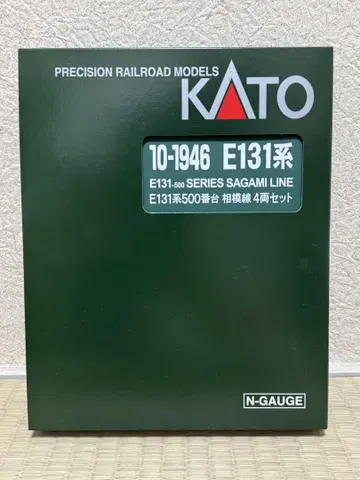 PRECISION RAILROAD MODELS
KATO
10-1946 E131系
E131-500 SERIES SAGAMI LINE
E131系500番台 相模線 4両セット
N-GAUGE